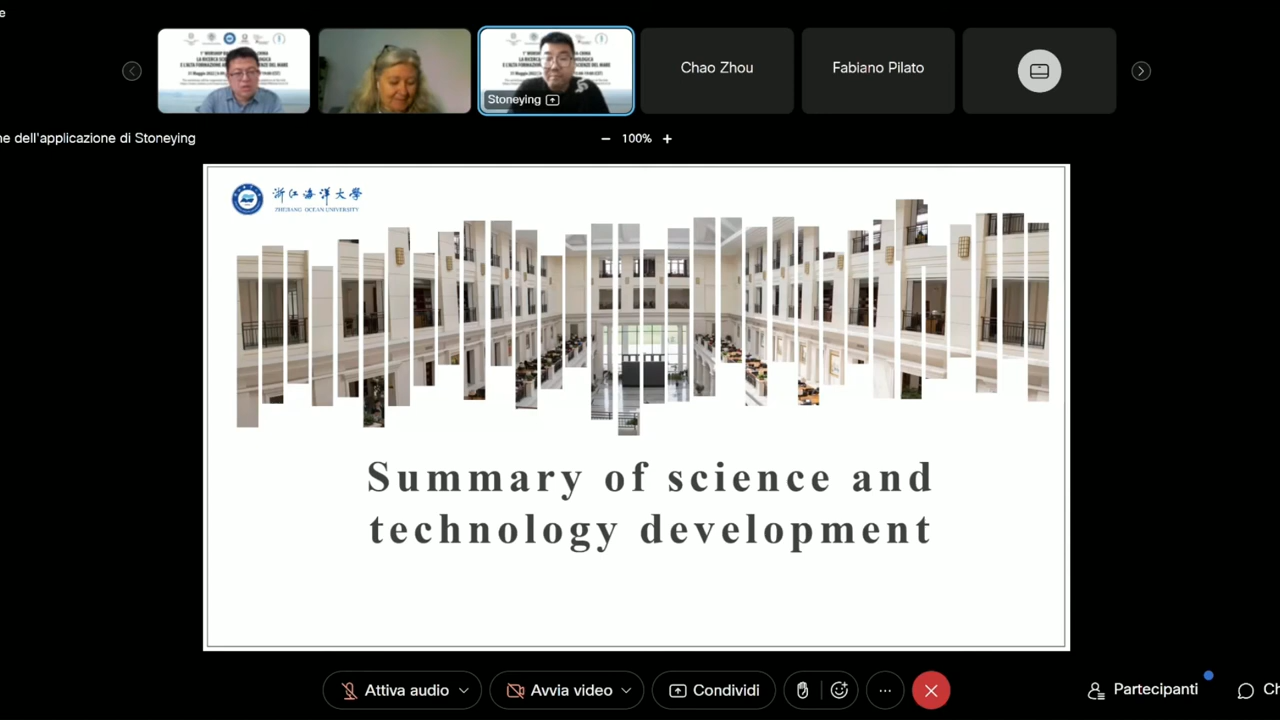 e
Stoneying
Chao Zhou
Fabiano Pilato
ne dell'applicazione di Stoneying
100%
浙江海洋大學
ZHEJIANG OCEAN UNIVERSITY
Summary of science and
technology development
Attiva audio
Avvia video
Condividi
Partecipanti
Ch